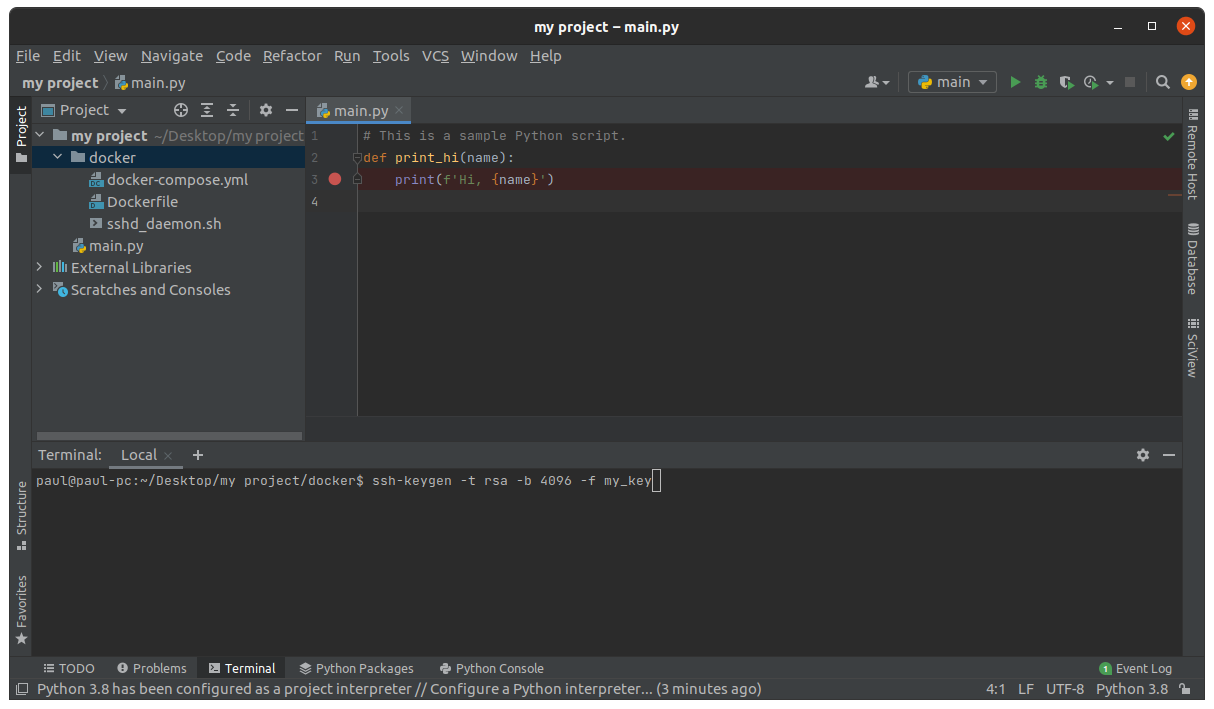 my project – main.py
File Edit View Navigate Code Refactor Run Tools VCS Window Help
my project main.py main
Project
Project
main.py
my project ~/Desktop/my project
docker
docker-compose.yml
Dockerfile
sshd_daemon.sh
main.py
External Libraries
Scratches and Consoles
1 # This is a sample Python script.
2 def print_hi(name):
3 print(f'Hi, {name}')
4
Remote Host
Database
SciView
Structure
Favorites
Terminal: Local +
paul@paul-pc:~/Desktop/my project/docker$ ssh-keygen -t rsa -b 4096 -f my_key
TODO Problems Terminal Python Packages Python Console 1 Event Log
Python 3.8 has been configured as a project interpreter // Configure a Python interpreter... (3 minutes ago) 4:1 LF UTF-8 Python 3.8